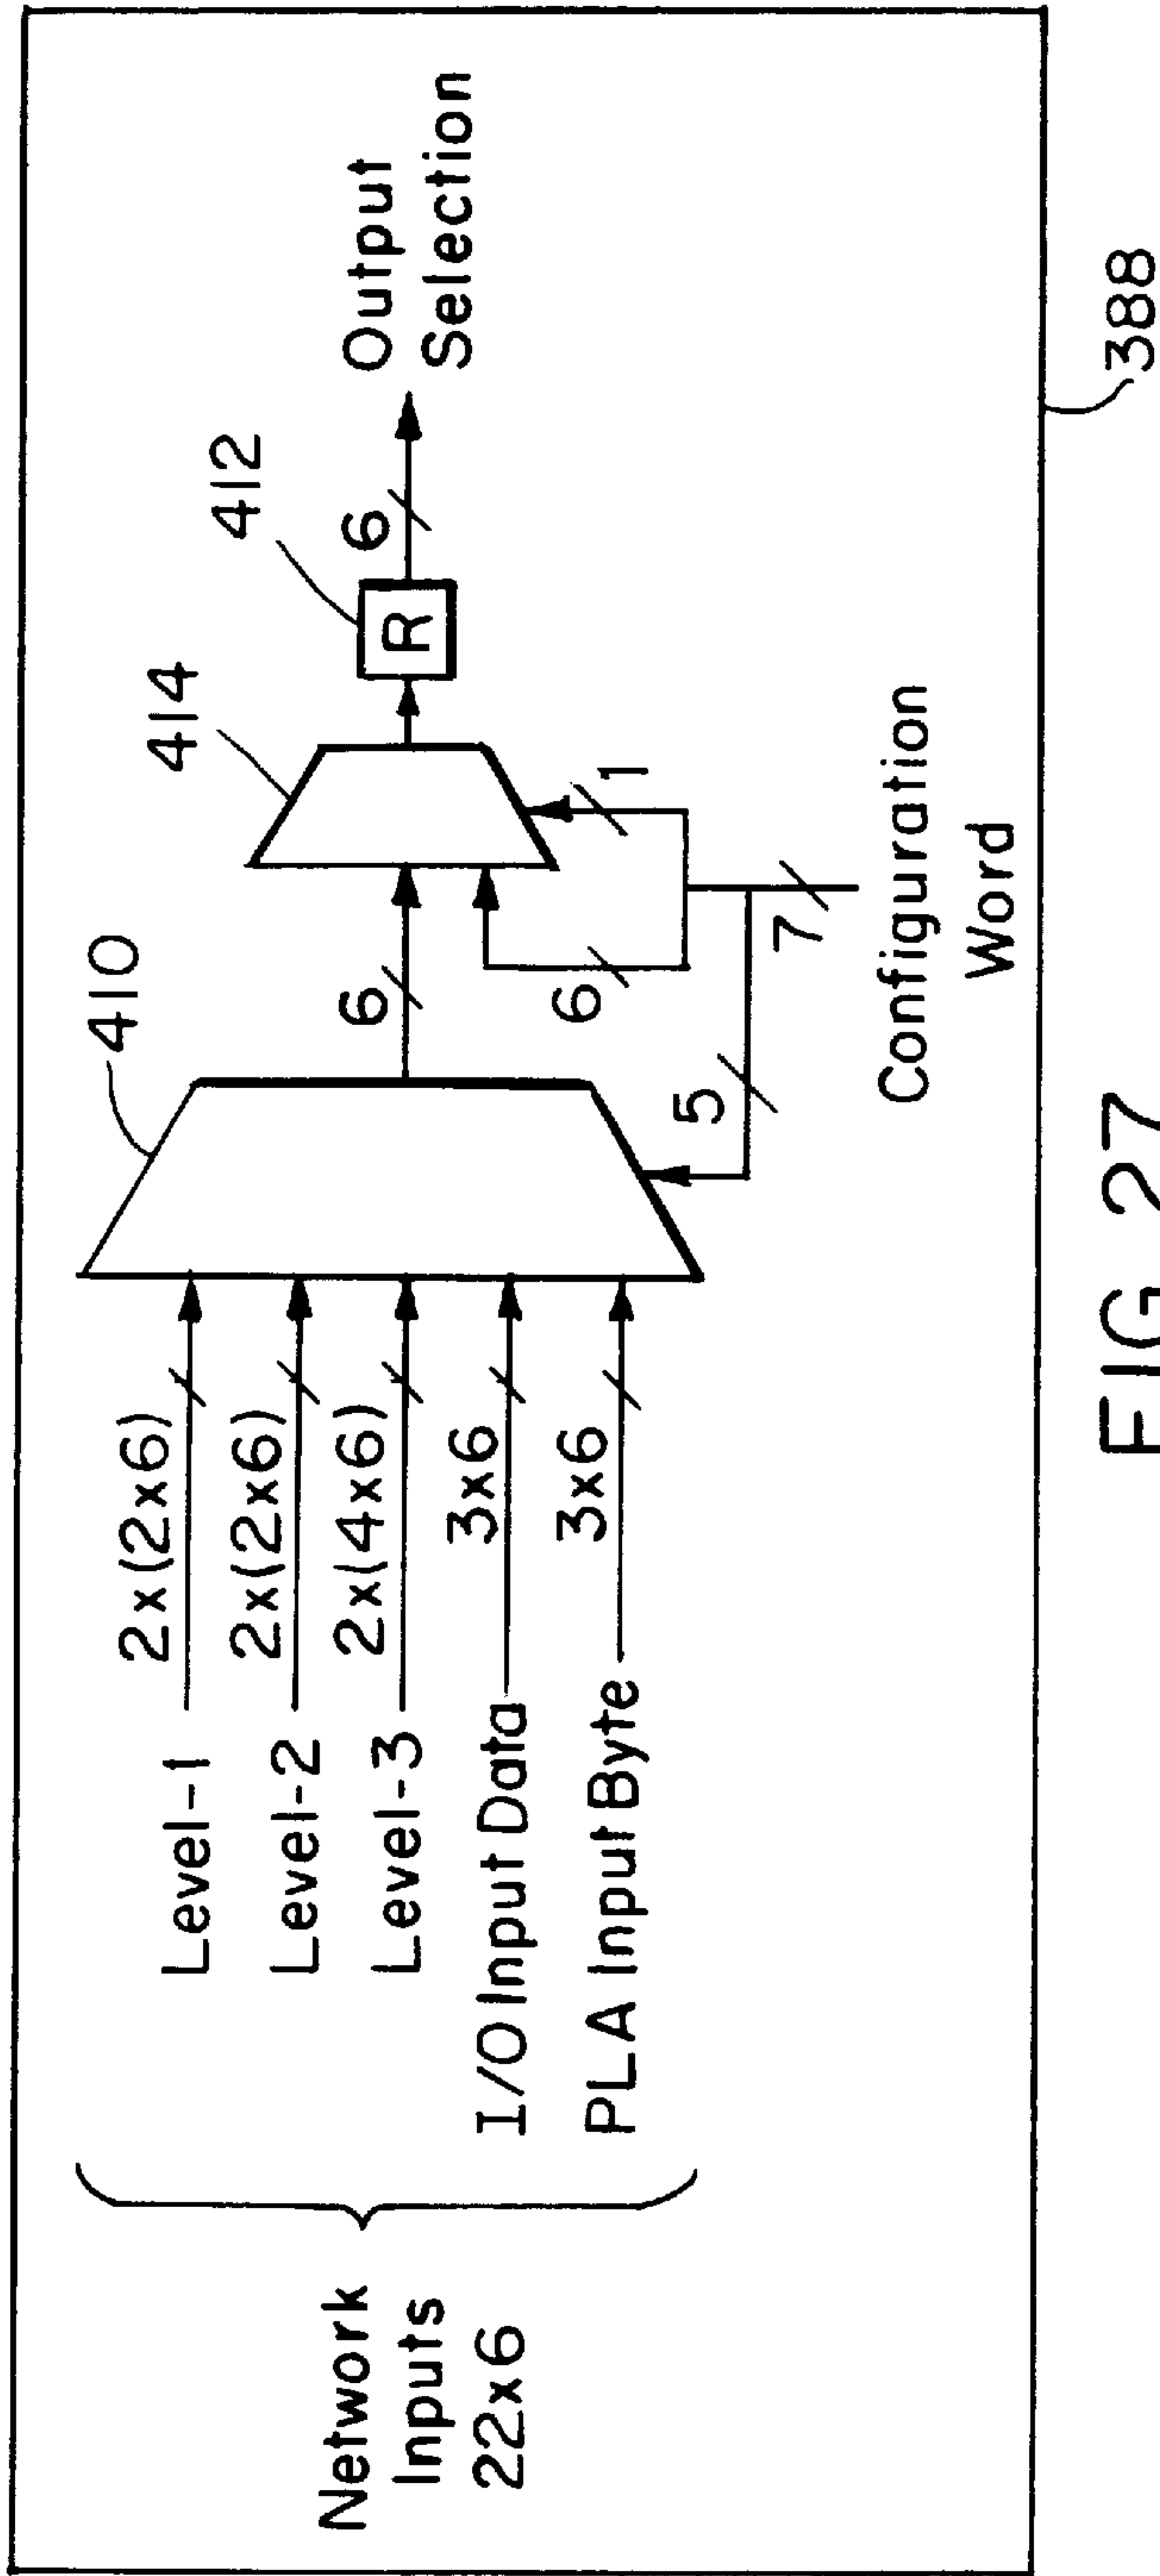 Network
Inputs
22x6
Level-1
2x(2x6)
Level-2
2x(2x6)
Level-3
2x(4x6)
I/O Input Data
3x6
PLA Input Byte
3x6
410
6
5
6
7
1
414
412
R
6
Output
Selection
Configuration
Word
388
FIG 27